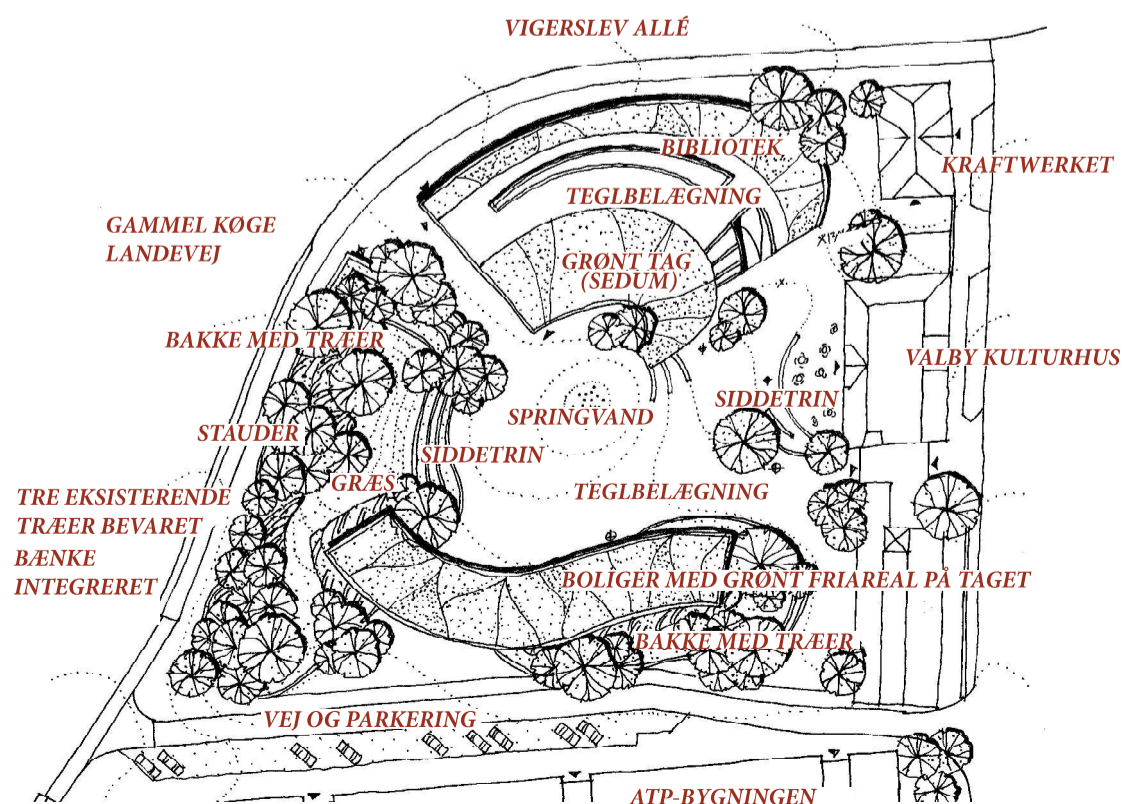 VIGERSLEV ALLÉ
BIBLIOTEK
KRAFTWERKET
TEGLBELÆGNING
GAMMEL KØGE
LANDEVEJ
GRØNT TAG
(SEDUM)
BAKKE MED TRÆER
VALBY KULTURHUS
SIDDETRIN
SPRINGVAND
STAUDER
SIDDETRIN
GRÆS
TEGLBELÆGNING
TRE EKSISTERENDE
TRÆER BEVARET
BÆNKE
INTEGRERET
BOLIGER MED GRØNT FRIAREAL PÅ TAGET
BAKKE MED TRÆER
VEJ OG PARKERING
ATP-BYGNINGEN